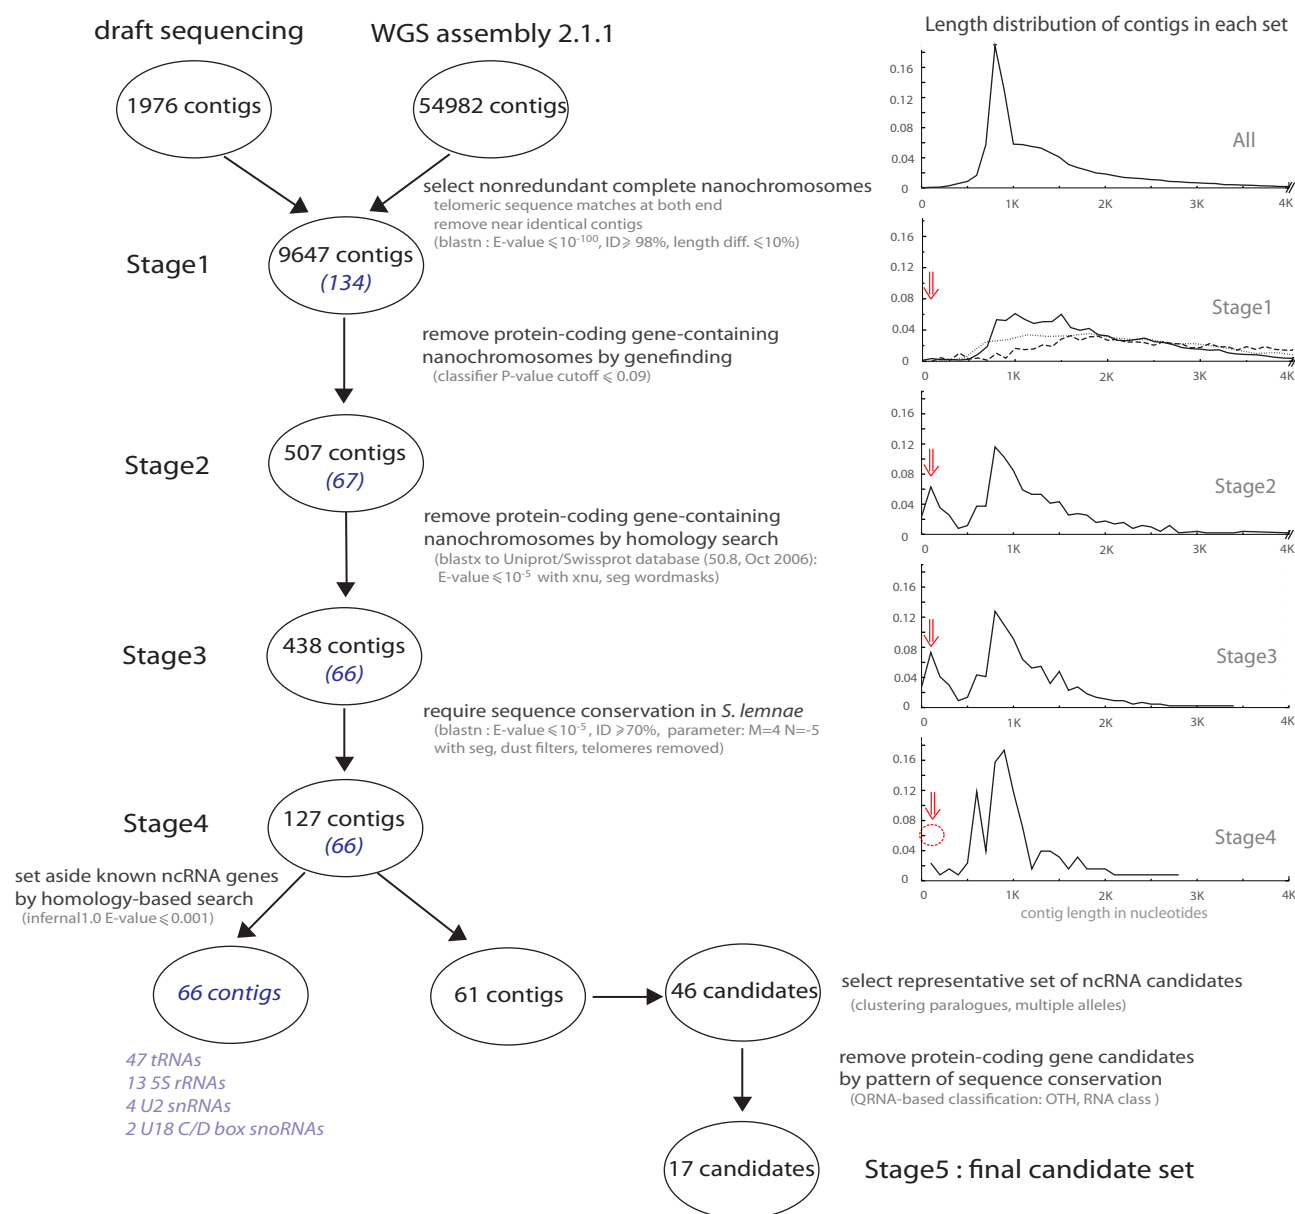 draft sequencing
WGS assembly 2.1.1
1976 contigs
54982 contigs
select nonredundant complete nanochromosomes
telomeric sequence matches at both end
remove near identical contigs
(blastn : E-value ⩽10⁻¹⁰⁰, ID⩾ 98%, length diff. ⩽10%)
Stage1
9647 contigs
(134)
remove protein-coding gene-containing
nanochromosomes by genefinding
(classifier P-value cutoff ⩽ 0.09)
Stage2
507 contigs
(67)
remove protein-coding gene-containing
nanochromosomes by homology search
(blastx to Uniprot/Swissprot database (50.8, Oct 2006):
E-value ⩽10⁻⁵ with xnu, seg wordmasks)
Stage3
438 contigs
(66)
require sequence conservation in S. lemnae
(blastn : E-value ⩽10⁻⁵, ID ⩾70%, parameter: M=4 N=-5
with seg, dust filters, telomeres removed)
Stage4
127 contigs
(66)
set aside known ncRNA genes
by homology-based search
(infernal1.0 E-value⩽0.001)
66 contigs
61 contigs
46 candidates
select representative set of ncRNA candidates
(clustering paralogues, multiple alleles)
47 tRNAs
13 5S rRNAs
4 U2 snRNAs
2 U18 C/D box snoRNAs
remove protein-coding gene candidates
by pattern of sequence conservation
(QRNA-based classification: OTH, RNA class )
17 candidates
Stage5 : final candidate set
Length distribution of contigs in each set
0.16
0.12
0.08
0.04
0
All
0 1K 2K 3K 4K
0.16
0.12
0.08
0.04
0
Stage1
0 1K 2K 3K 4K
0.16
0.12
0.08
0.04
0
Stage2
0 1K 2K 3K 4K
0.16
0.12
0.08
0.04
0
Stage3
0 1K 2K 3K 4K
0.16
0.12
0.08
0.04
0
Stage4
0 1K 2K 3K 4K
contig length in nucleotides